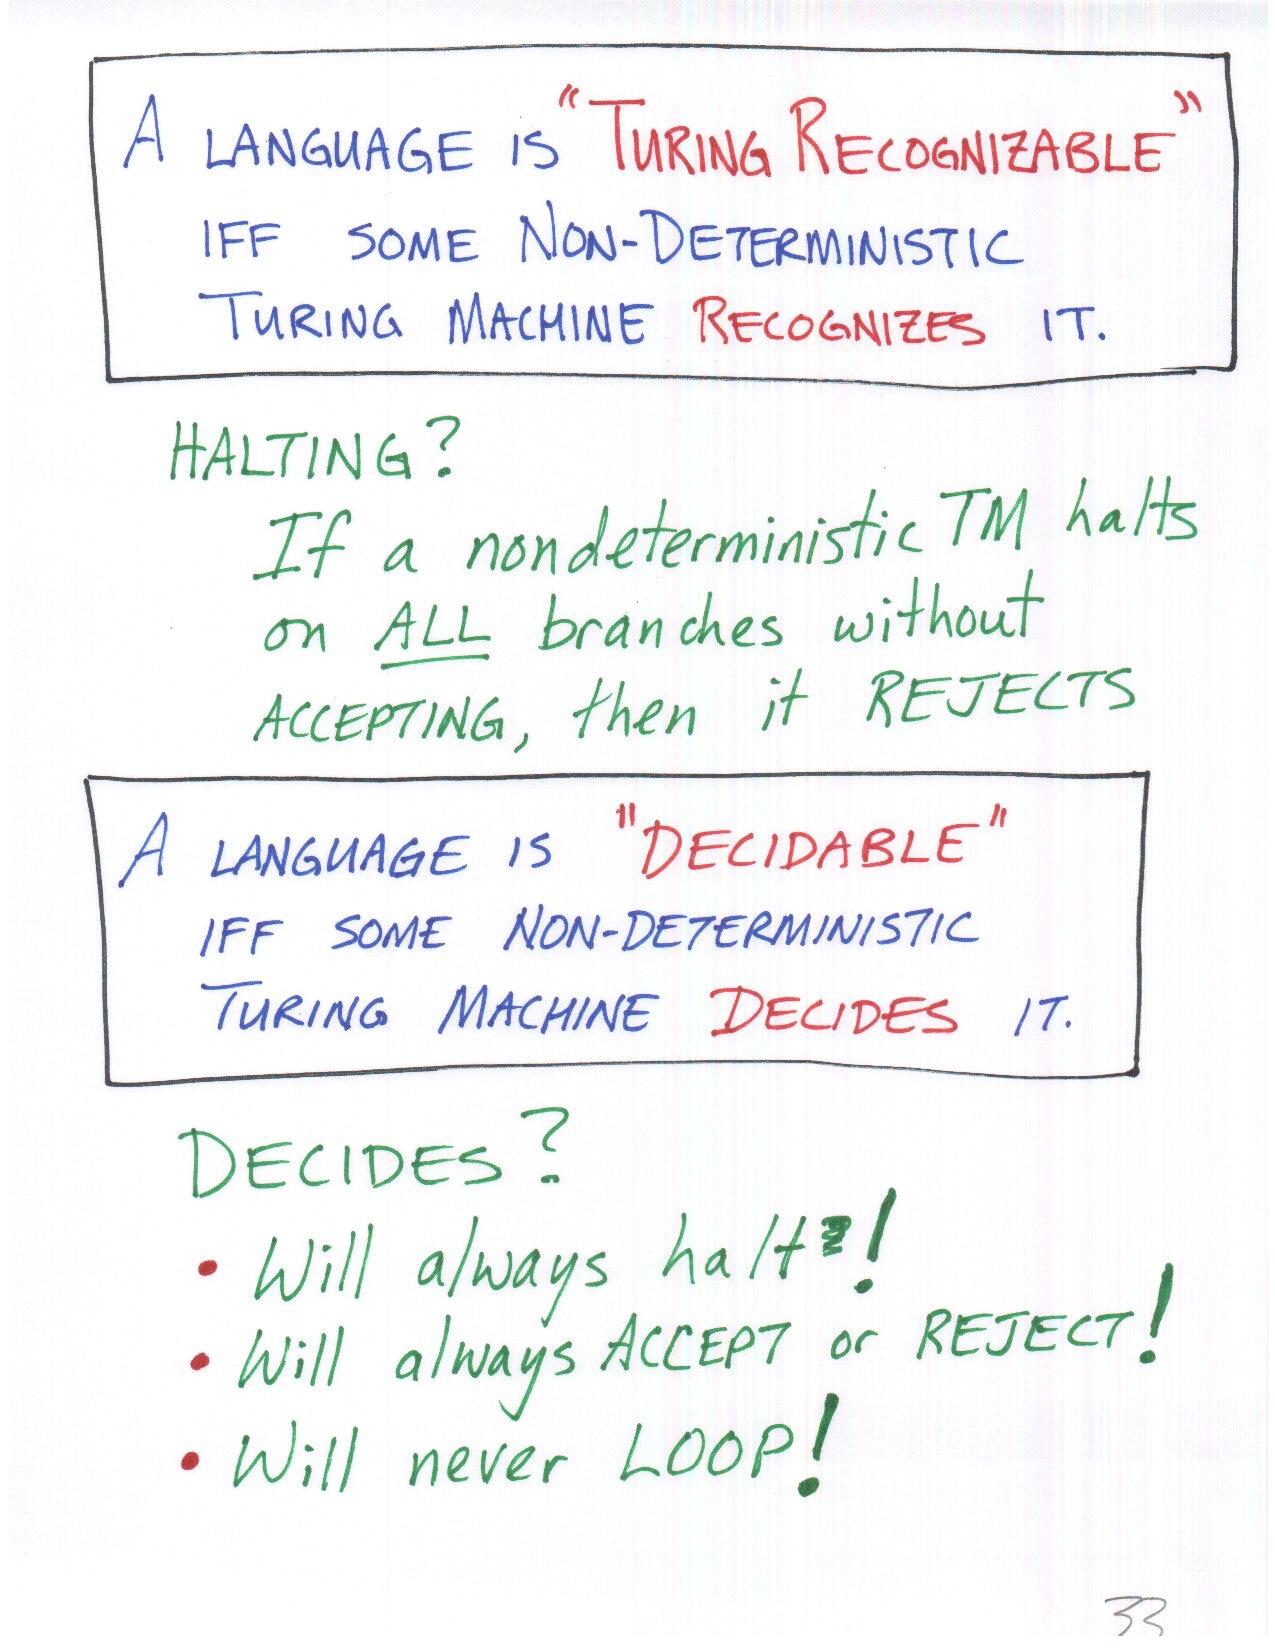 A LANGUAGE IS "TURING RECOGNIZABLE"
IFF SOME NON-DETERMINISTIC
TURING MACHINE RECOGNIZES IT.
HALTING?
If a nondeterministic TM halts
on ALL branches without
ACCEPTING, then it REJECTS
A LANGUAGE IS "DECIDABLE"
IFF SOME NON-DETERMINISTIC
TURING MACHINE DECIDES IT.
DECIDES?
• Will always halt!
• Will always ACCEPT or REJECT!
• Will never LOOP!
33